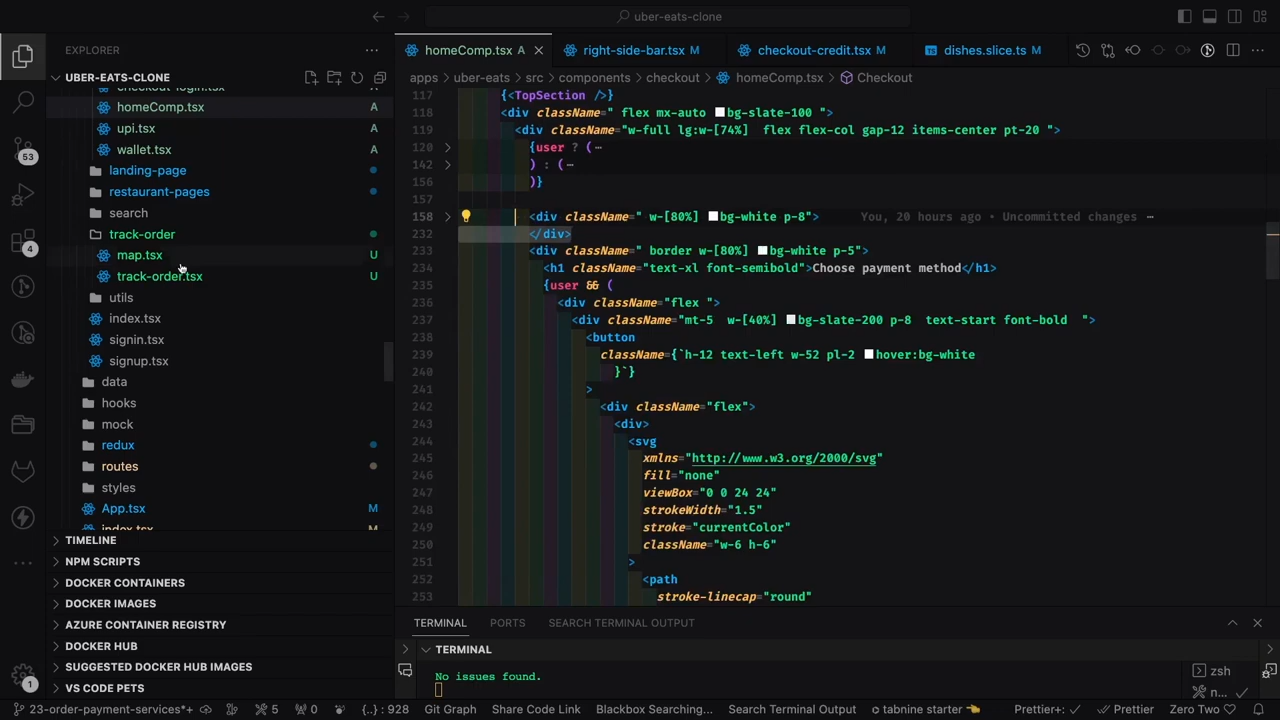 uber-eats-clone
EXPLORER
homeComp.tsx A
right-side-bar.tsx M
checkout-credit.tsx M
dishes.slice.ts M
UBER-EATS-CLONE
apps > uber-eats > src > components > checkout > homeComp.tsx > Checkout
checkout-login.tsx A
homeComp.tsx A
upi.tsx A
wallet.tsx A
landing-page
restaurant-pages
search
track-order
map.tsx U
track-order.tsx U
utils
index.tsx
signin.tsx
signup.tsx
data
hooks
mock
redux
routes
styles
App.tsx M
index.tsx M
TIMELINE
NPM SCRIPTS
DOCKER CONTAINERS
DOCKER IMAGES
AZURE CONTAINER REGISTRY
DOCKER HUB
SUGGESTED DOCKER HUB IMAGES
VS CODE PETS
53
4
1
117 {<TopSection />}
118 <div className=" flex mx-auto bg-slate-100 ">
119 <div className="w-full lg:w-[74%]  flex flex-col gap-12 items-center pt-20 ">
120 {user ? (⋯
142 ) : (⋯
156 )}
157
158 <div className=" w-[80%] bg-white p-8"> You, 20 hours ago • Uncommitted changes ⋯
232 </div>
233 <div className=" border w-[80%] bg-white p-5">
234 <h1 className="text-xl font-semibold">Choose payment method</h1>
235 {user && (
236 <div className="flex ">
237 <div className="mt-5  w-[40%] bg-slate-200 p-8  text-start font-bold  ">
238 <button
239 className={`h-12 text-left w-52 pl-2 hover:bg-white
240 }`}
241 >
242 <div className="flex">
243 <div>
244 <svg
245 xmlns="http://www.w3.org/2000/svg"
246 fill="none"
247 viewBox="0 0 24 24"
248 strokeWidth="1.5"
249 stroke="currentColor"
250 className="w-6 h-6"
251 >
252 <path
253 stroke-linecap="round"
TERMINAL PORTS SEARCH TERMINAL OUTPUT
TERMINAL
No issues found.
zsh
n...
23-order-payment-services*+ 5 0 {..} : 928 Git Graph Share Code Link Blackbox Searching... Search Terminal Output tabnine starter Prettier+: Prettier Zero Two